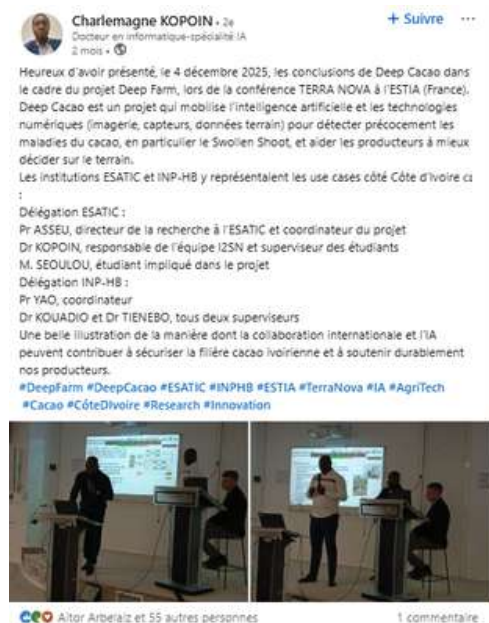 Charlemagne KOPOIN • 2e
+ Suivre ...
Docteur en informatique-spécialité IA
2 mois •
Heureux d'avoir présenté, le 4 décembre 2025, les conclusions de Deep Cacao dans
le cadre du projet Deep Farm, lors de la conférence TERRA NOVA à l'ESTIA (France).
Deep Cacao est un projet qui mobilise l'intelligence artificielle et les technologies
numériques (imagerie, capteurs, données terrain) pour détecter précocement les
maladies du cacao, en particulier le Swollen Shoot, et aider les producteurs à mieux
décider sur le terrain.
Les institutions ESATIC et INP-HB y représentaient les use cases côté Côte d'Ivoire
:
Délégation ESATIC :
Pr ASSEU, directeur de la recherche à l'ESATIC et coordinateur du projet
Dr KOPOIN, responsable de l'équipe I2SN et superviseur des étudiants
M. SEOULOU, étudiant impliqué dans le projet
Délégation INP-HB :
Pr YAO, coordinateur
Dr KOUADIO et Dr TIENEBO, tous deux superviseurs
Une belle illustration de la manière dont la collaboration internationale et l'IA
peuvent contribuer à sécuriser la filière cacao ivoirienne et à soutenir durablement
nos producteurs.
#DeepFarm #DeepCacao #ESATIC #INPHB #ESTIA #TerraNova #IA #AgriTech
#Cacao #CôteDIvoire #Research #Innovation
Aitor Arbelaiz et 55 autres personnes
1 commentaire